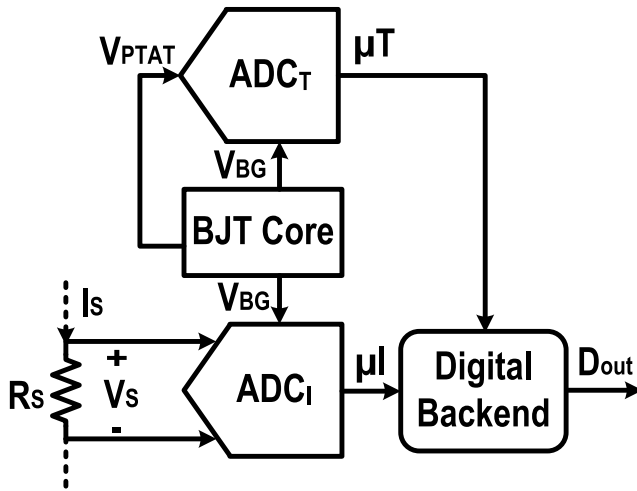 VPTAT
ADCT
μT
VBG
BJT Core
VBG
IS
+
RS
VS
-
ADCI
μI
Digital
Backend
Dout